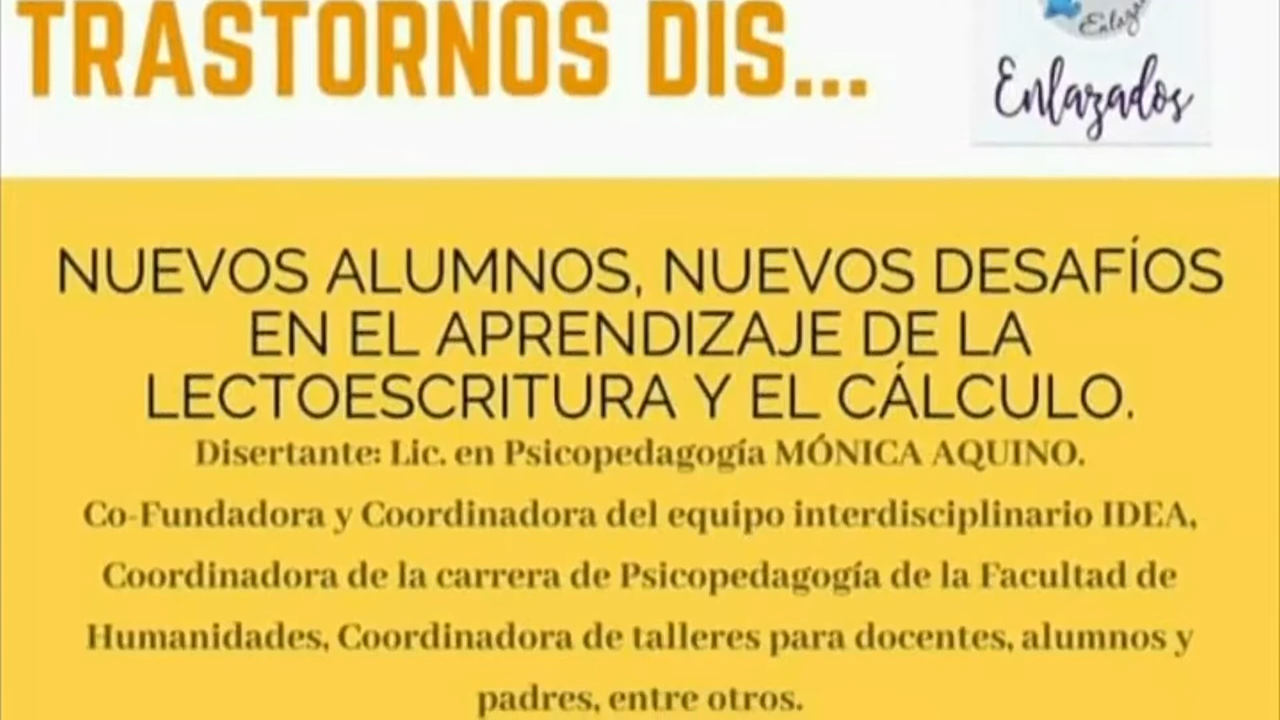 TRASTORNOS DIS...
Enlazados
NUEVOS ALUMNOS, NUEVOS DESAFÍOS
EN EL APRENDIZAJE DE LA
LECTOESCRITURA Y EL CÁLCULO.
Disertante: Lic. en Psicopedagogía MÓNICA AQUINO.
Co-Fundadora y Coordinadora del equipo interdisciplinario IDEA,
Coordinadora de la carrera de Psicopedagogía de la Facultad de
Humanidades, Coordinadora de talleres para docentes, alumnos y
padres, entre otros.